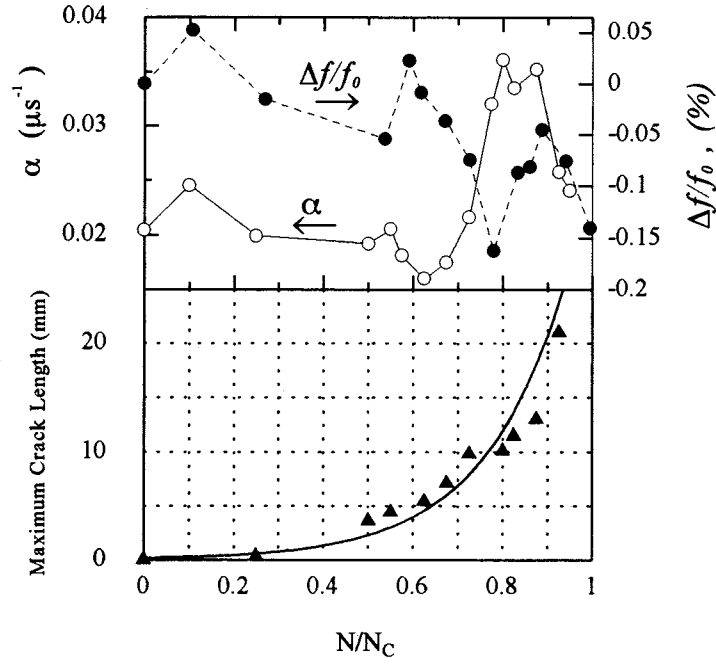 0.04
0.03
0.02
α (μs⁻¹)
Δf/f₀
α
0.05
0
-0.05
-0.1
-0.15
-0.2
Δf/f₀ , (%)
20
10
0
Maximum Crack Length (mm)
0 0.2 0.4 0.6 0.8 1
N/N_C